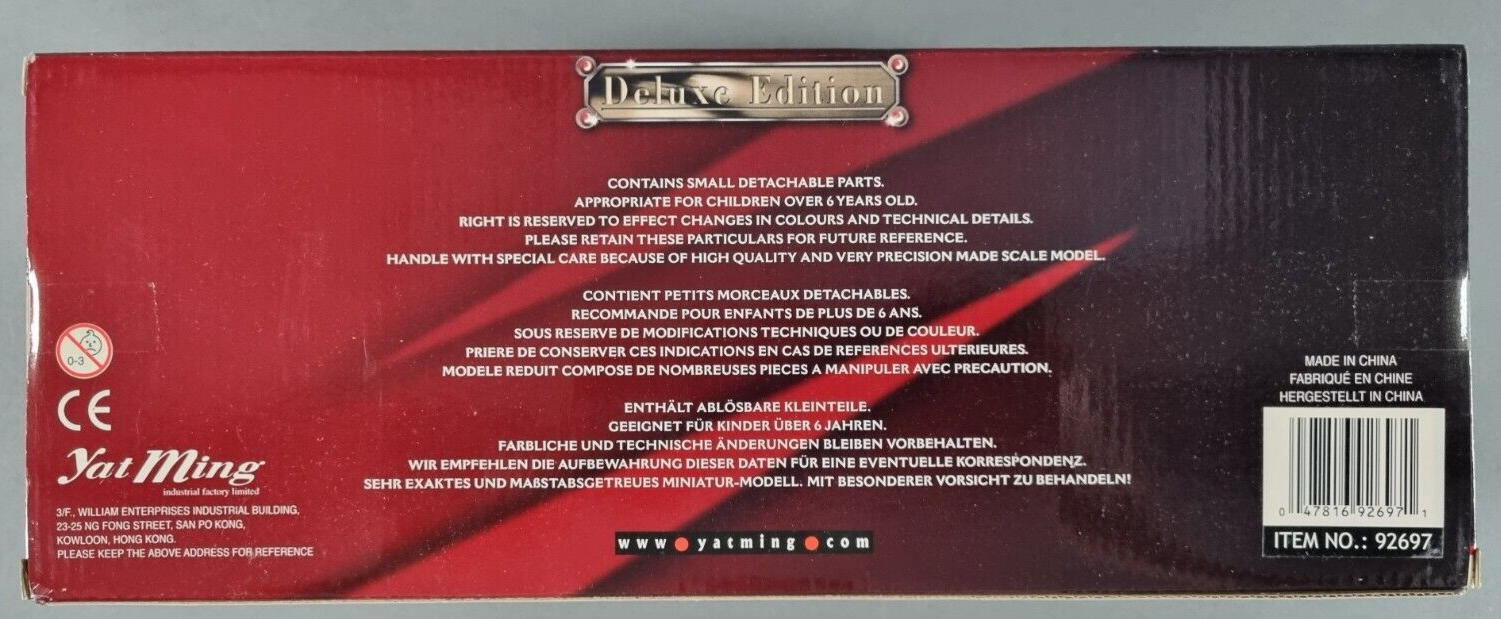 Deluxe Edition
CONTAINS SMALL DETACHABLE PARTS.
APPROPRIATE FOR CHILDREN OVER 6 YEARS OLD.
RIGHT IS RESERVED TO EFFECT CHANGES IN COLOURS AND TECHNICAL DETAILS.
PLEASE RETAIN THESE PARTICULARS FOR FUTURE REFERENCE.
HANDLE WITH SPECIAL CARE BECAUSE OF HIGH QUALITY AND VERY PRECISION MADE SCALE MODEL.
CONTIENT PETITS MORCEAUX DETACHABLES.
RECOMMANDE POUR ENFANTS DE PLUS DE 6 ANS.
SOUS RESERVE DE MODIFICATIONS TECHNIQUES OU DE COULEUR.
PRIERE DE CONSERVER CES INDICATIONS EN CAS DE REFERENCES ULTERIEURES.
MODELE REDUIT COMPOSE DE NOMBREUSES PIECES A MANIPULER AVEC PRECAUTION.
ENTHÄLT ABLÖSBARE KLEINTEILE.
GEEIGNET FÜR KINDER ÜBER 6 JAHREN.
FARBLICHE UND TECHNISCHE ÄNDERUNGEN BLEIBEN VORBEHALTEN.
WIR EMPFEHLEN DIE AUFBEWAHRUNG DIESER DATEN FÜR EINE EVENTUELLE KORRESPONDENZ.
SEHR EXAKTES UND MAßSTABSGETREUES MINIATUR-MODELL. MIT BESONDERER VORSICHT ZU BEHANDELN!
www.yatming.com
0-3
CE
Yat Ming
industrial factory limited
3/F., WILLIAM ENTERPRISES INDUSTRIAL BUILDING,
23-25 NG FONG STREET, SAN PO KONG,
KOWLOON, HONG KONG.
PLEASE KEEP THE ABOVE ADDRESS FOR REFERENCE
MADE IN CHINA
FABRIQUÉ EN CHINE
HERGESTELLT IN CHINA
0 47816 92697 1
ITEM NO.: 92697